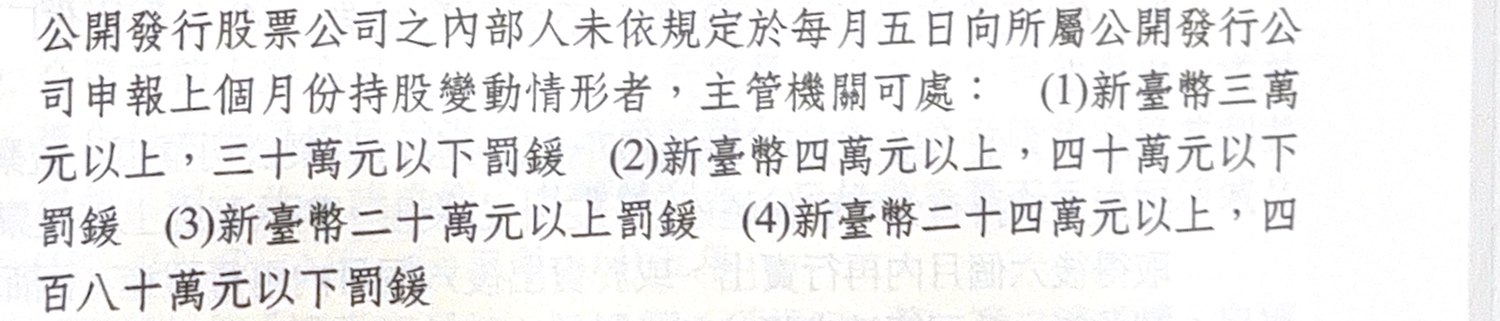 公開發行股票公司之內部人未依規定於每月五日向所屬公開發行公
司申報上個月份持股變動情形者，主管機關可處： (1)新臺幣三萬
元以上，三十萬元以下罰鍰 (2)新臺幣四萬元以上，四十萬元以下
罰鍰 (3)新臺幣二十萬元以上罰鍰 (4)新臺幣二十四萬元以上，四
百八十萬元以下罰鍰